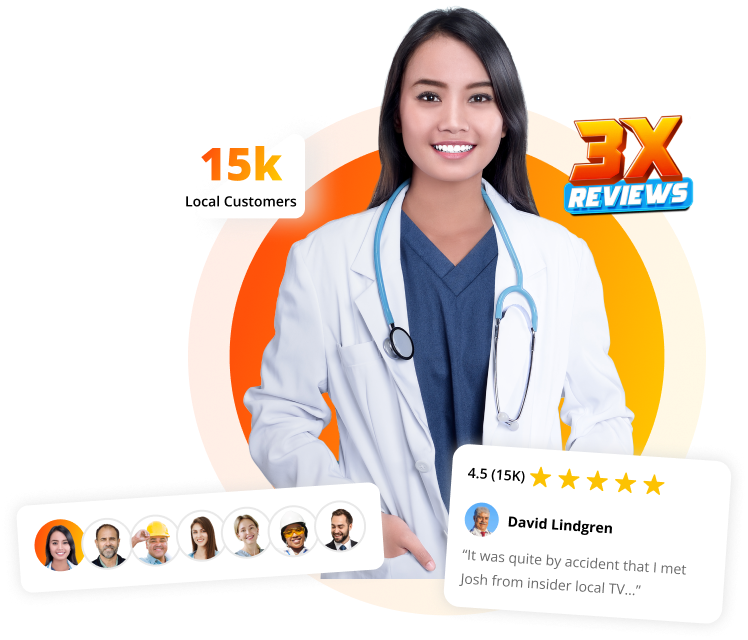 15k
Local Customers
3X
REVIEWS
4.5 (15K)
David Lindgren
“It was quite by accident that I met
Josh from insider local TV...”